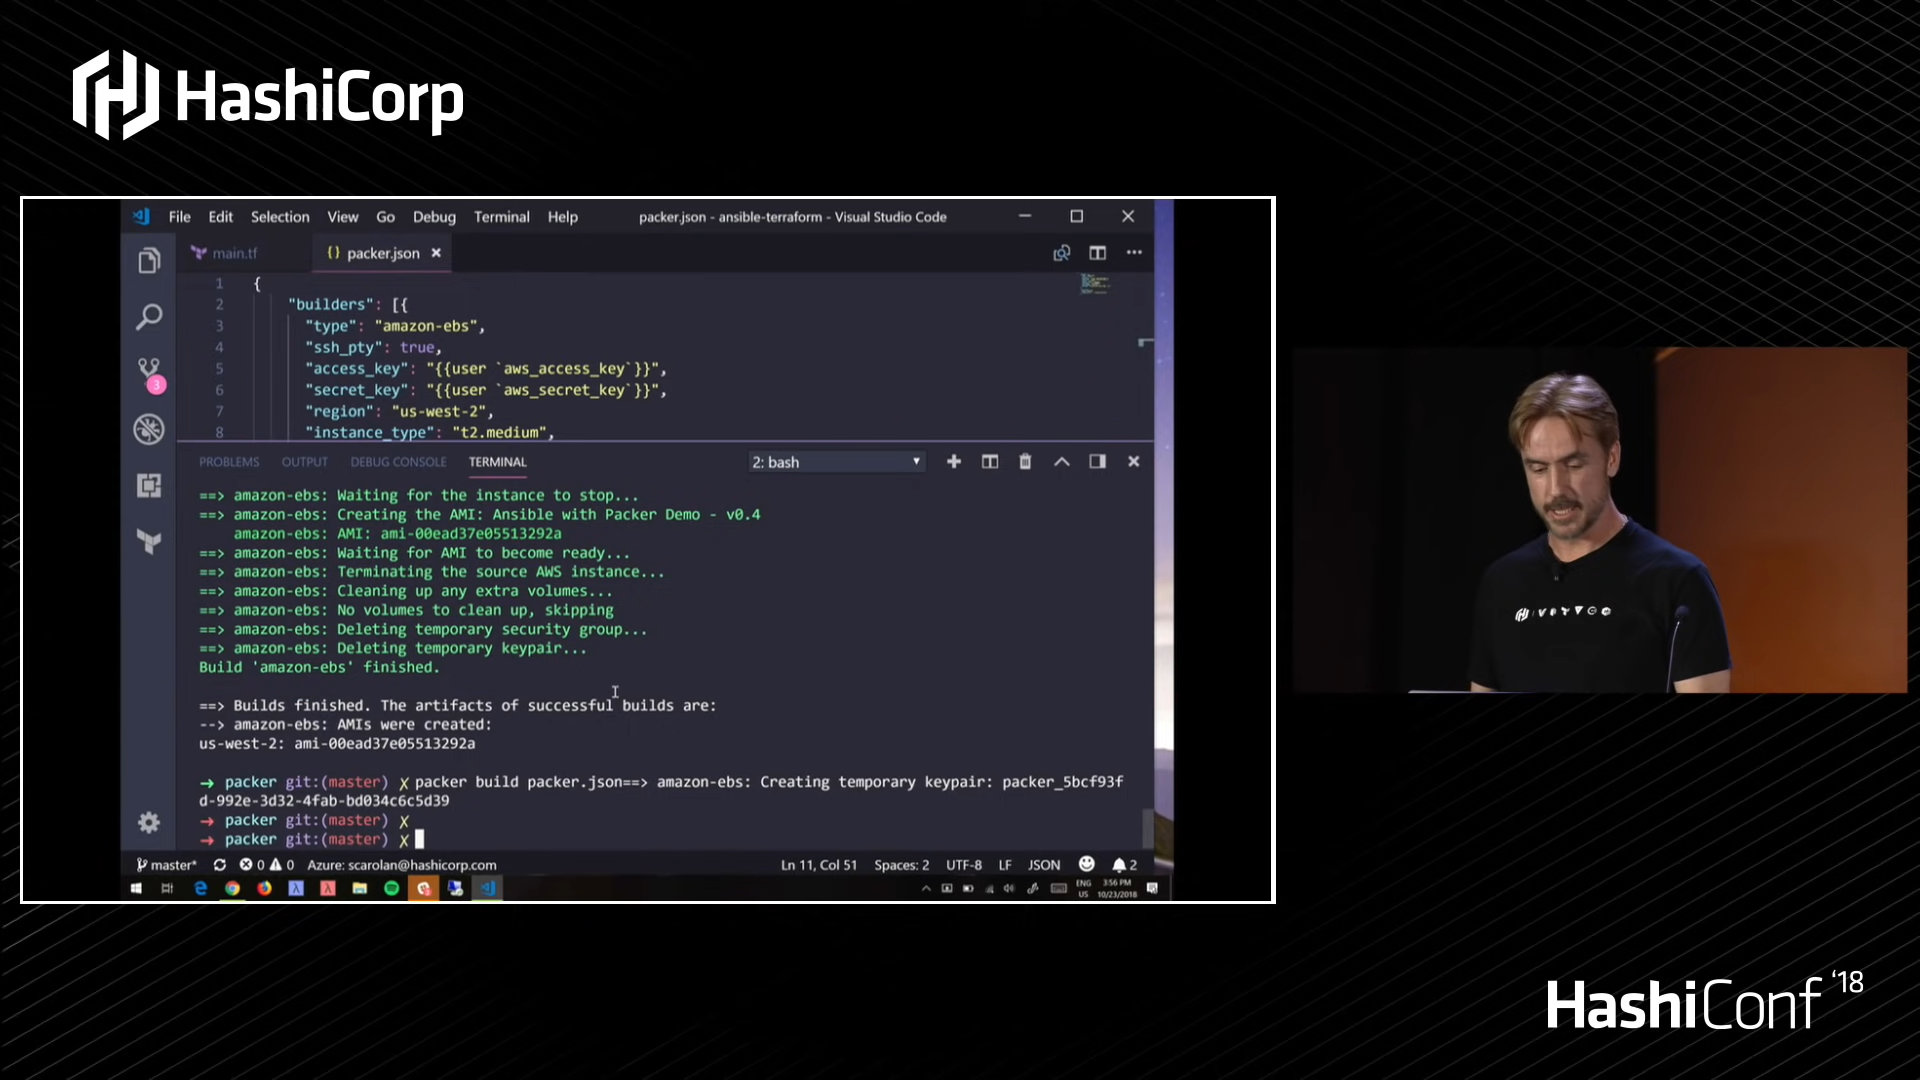 HashiCorp
File Edit Selection View Go Debug Terminal Help packer.json - ansible-terraform - Visual Studio Code
main.tf {} packer.json
1 {
2 "builders": [{
3 "type": "amazon-ebs",
4 "ssh_pty": true,
5 "access_key": "{{user `aws_access_key`}}",
6 "secret_key": "{{user `aws_secret_key`}}",
7 "region": "us-west-2",
8 "instance_type": "t2.medium",
PROBLEMS OUTPUT DEBUG CONSOLE TERMINAL 2: bash
==> amazon-ebs: Waiting for the instance to stop...
==> amazon-ebs: Creating the AMI: Ansible with Packer Demo - v0.4
amazon-ebs: AMI: ami-00ead37e05513292a
==> amazon-ebs: Waiting for AMI to become ready...
==> amazon-ebs: Terminating the source AWS instance...
==> amazon-ebs: Cleaning up any extra volumes...
==> amazon-ebs: No volumes to clean up, skipping
==> amazon-ebs: Deleting temporary security group...
==> amazon-ebs: Deleting temporary keypair...
Build 'amazon-ebs' finished.
==> Builds finished. The artifacts of successful builds are:
--> amazon-ebs: AMIs were created:
us-west-2: ami-00ead37e05513292a
→ packer git:(master) ✗ packer build packer.json==> amazon-ebs: Creating temporary keypair: packer_5bcf93f
d-992e-3d32-4fab-bd034c6c5d39
→ packer git:(master) ✗
→ packer git:(master) ✗
3
master* 0 0 Azure: scarolan@hashicorp.com Ln 11, Col 51 Spaces: 2 UTF-8 LF JSON 2
ENG US 3:56 PM 10/23/2018
HashiConf '18